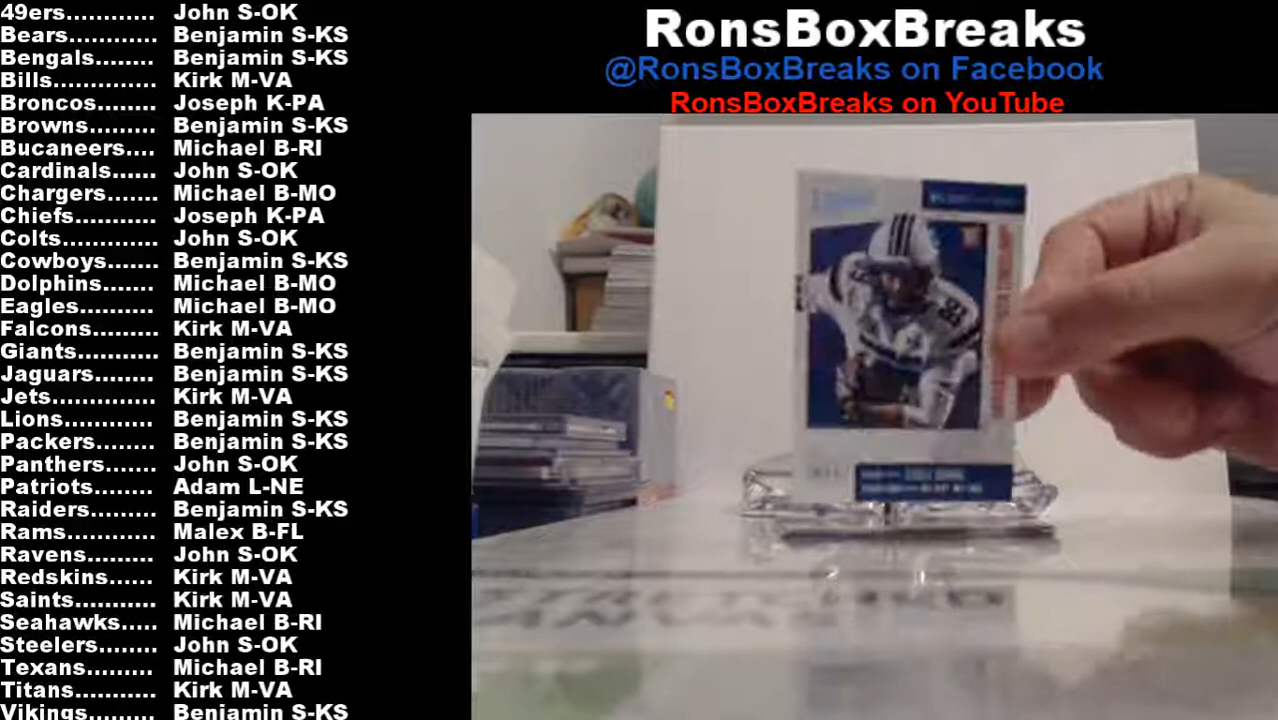 49ers............ John S-OK
Bears............ Benjamin S-KS
Bengals........ Benjamin S-KS
Bills.............. Kirk M-VA
Broncos........ Joseph K-PA
Browns......... Benjamin S-KS
Bucaneers.... Michael B-RI
Cardinals...... John S-OK
Chargers....... Michael B-MO
Chiefs........... Joseph K-PA
Colts............. John S-OK
Cowboys....... Benjamin S-KS
Dolphins....... Michael B-MO
Eagles.......... Michael B-MO
Falcons......... Kirk M-VA
Giants........... Benjamin S-KS
Jaguars........ Benjamin S-KS
Jets.............. Kirk M-VA
Lions............ Benjamin S-KS
Packers........ Benjamin S-KS
Panthers....... John S-OK
Patriots......... Adam L-NE
Raiders......... Benjamin S-KS
Rams............ Malex B-FL
Ravens......... John S-OK
Redskins...... Kirk M-VA
Saints........... Kirk M-VA
Seahawks..... Michael B-RI
Steelers........ John S-OK
Texans......... Michael B-RI
Titans........... Kirk M-VA
Vikings......... Benjamin S-KS
RonsBoxBreaks
@RonsBoxBreaks on Facebook
RonsBoxBreaks on YouTube